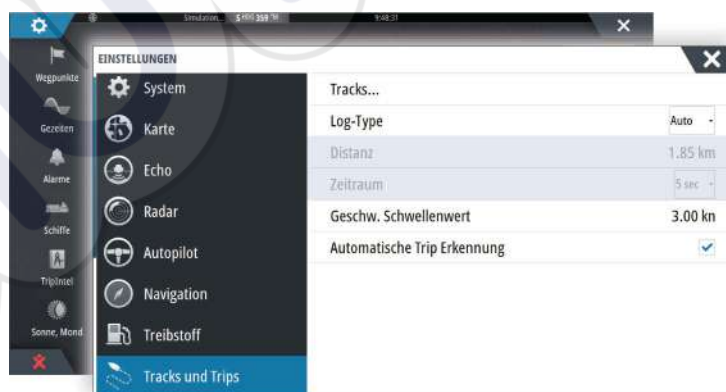 Simulation... S HDG 359 °M 9:48:31
EINSTELLUNGEN
Wegpunkte
Gezeiten
Alarme
Schiffe
TripIntel
Sonne, Mond
System
Karte
Echo
Radar
Autopilot
Navigation
Treibstoff
Tracks und Trips
Tracks...
Log-Type Auto
Distanz 1.85 km
Zeitraum 5 sec
Geschw. Schwellenwert 3.00 kn
Automatische Trip Erkennung